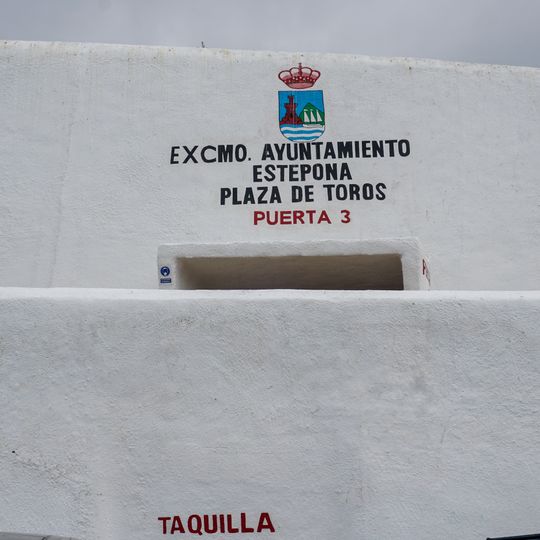 EXCMO. AYUNTAMIENTO
ESTEPONA
PLAZA DE TOROS
PUERTA 3
TAQUILLA